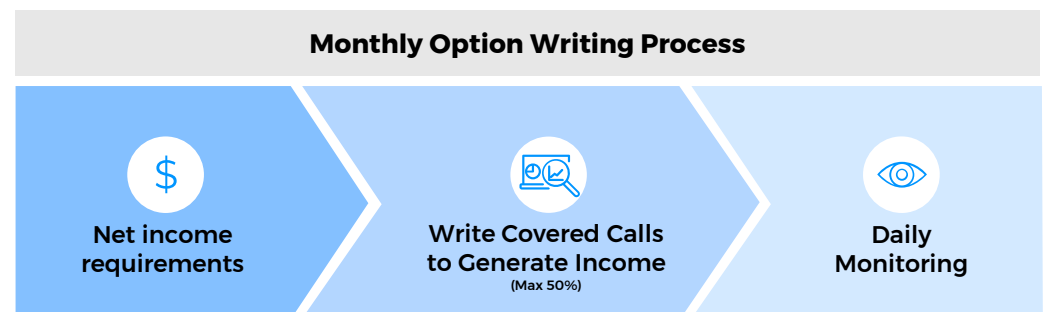 Monthly Option Writing Process
$
Net income
requirements
Write Covered Calls
to Generate Income
(Max 50%)
Daily
Monitoring